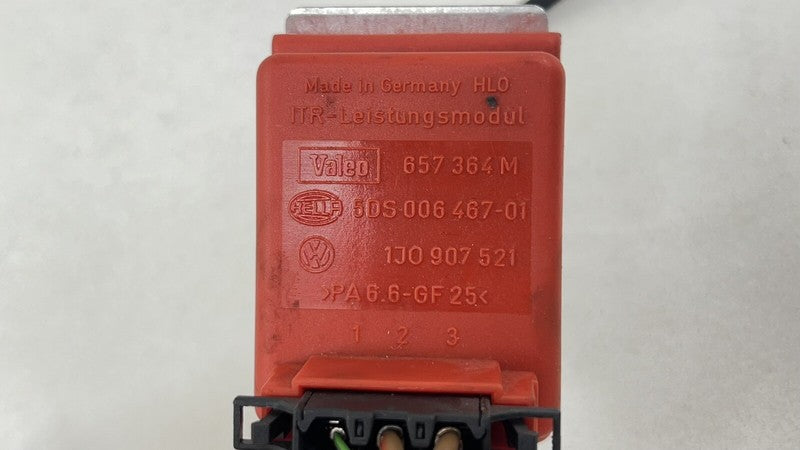 Made in Germany HLO
ITR-Leistungsmodul
Valeo 657 364 M
HELLA 5DS 006 467-01
VW 1J0 907 521
>PA 6.6-GF 25<
1 2 3